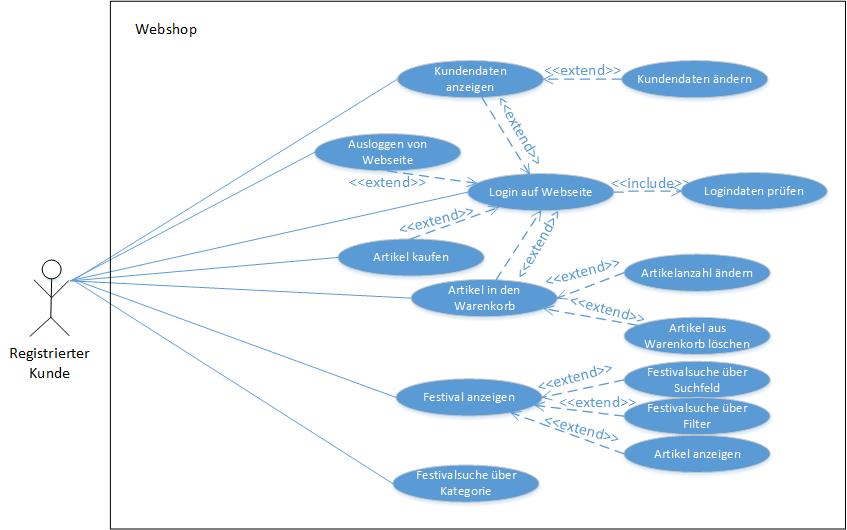 Webshop
Kundendaten
anzeigen
<<extend>>
Kundendaten ändern
<<extend>>
Ausloggen von
Webseite
<<extend>>
Login auf Webseite
<<include>>
Logindaten prüfen
<<extend>>
Artikel kaufen
<<extend>>
Artikel in den
Warenkorb
<<extend>>
Artikelanzahl ändern
<<extend>>
Artikel aus
Warenkorb löschen
Registrierter
Kunde
Festival anzeigen
<<extend>>
Festivalsuche über
Suchfeld
<<extend>>
Festivalsuche über
Filter
<<extend>>
Artikel anzeigen
Festivalsuche über
Kategorie